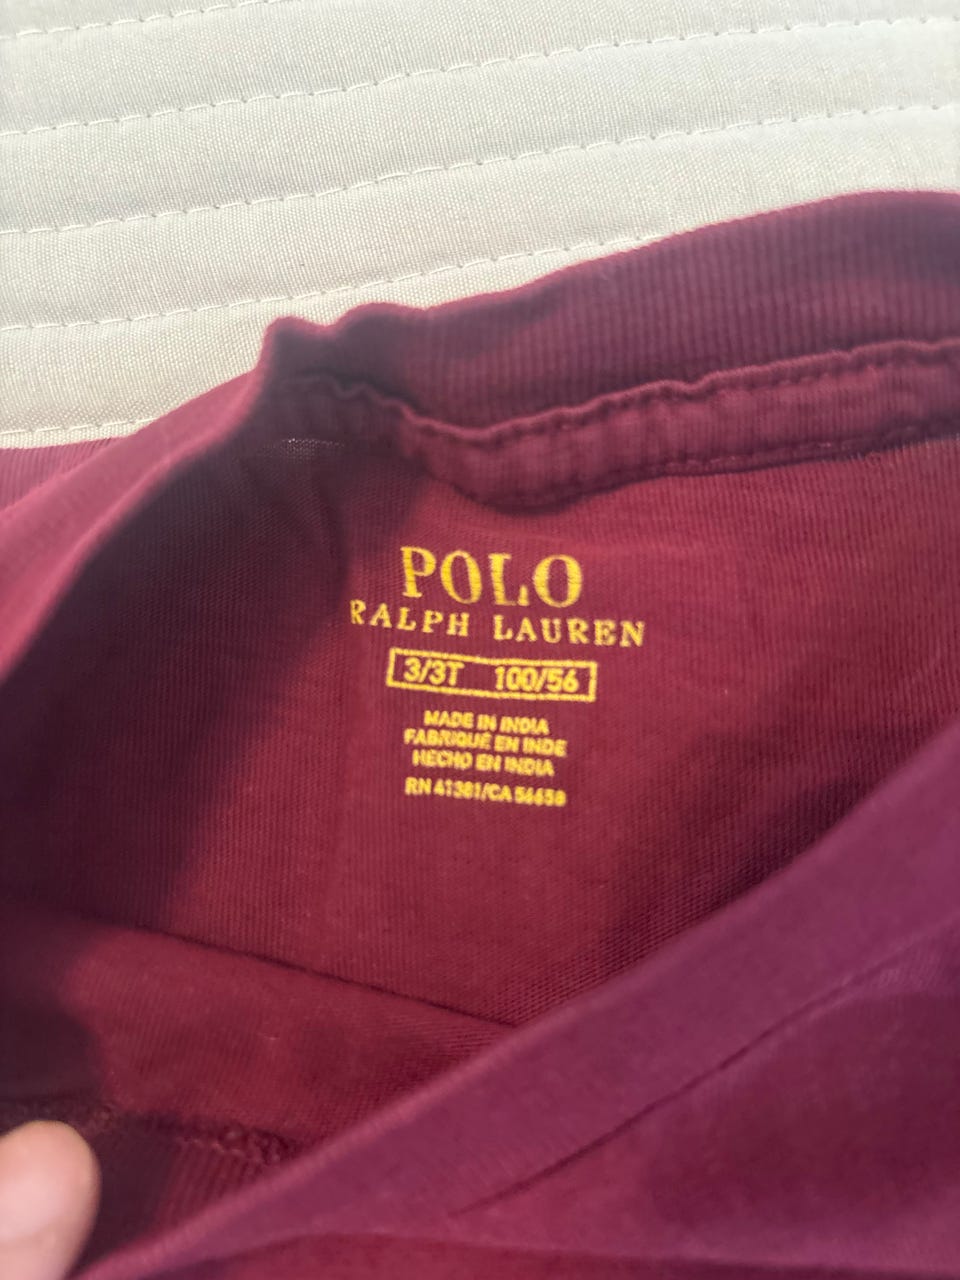 POLO
RALPH LAUREN
3/3T 100/56
MADE IN INDIA
FABRIQUÉ EN INDE
HECHO EN INDIA
RN 41381/CA 56658